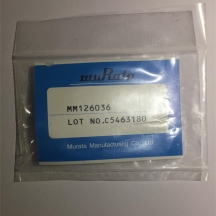 muRata
MM126036
LOT NO.C5463180
Murata Manufacturing Co., Ltd.